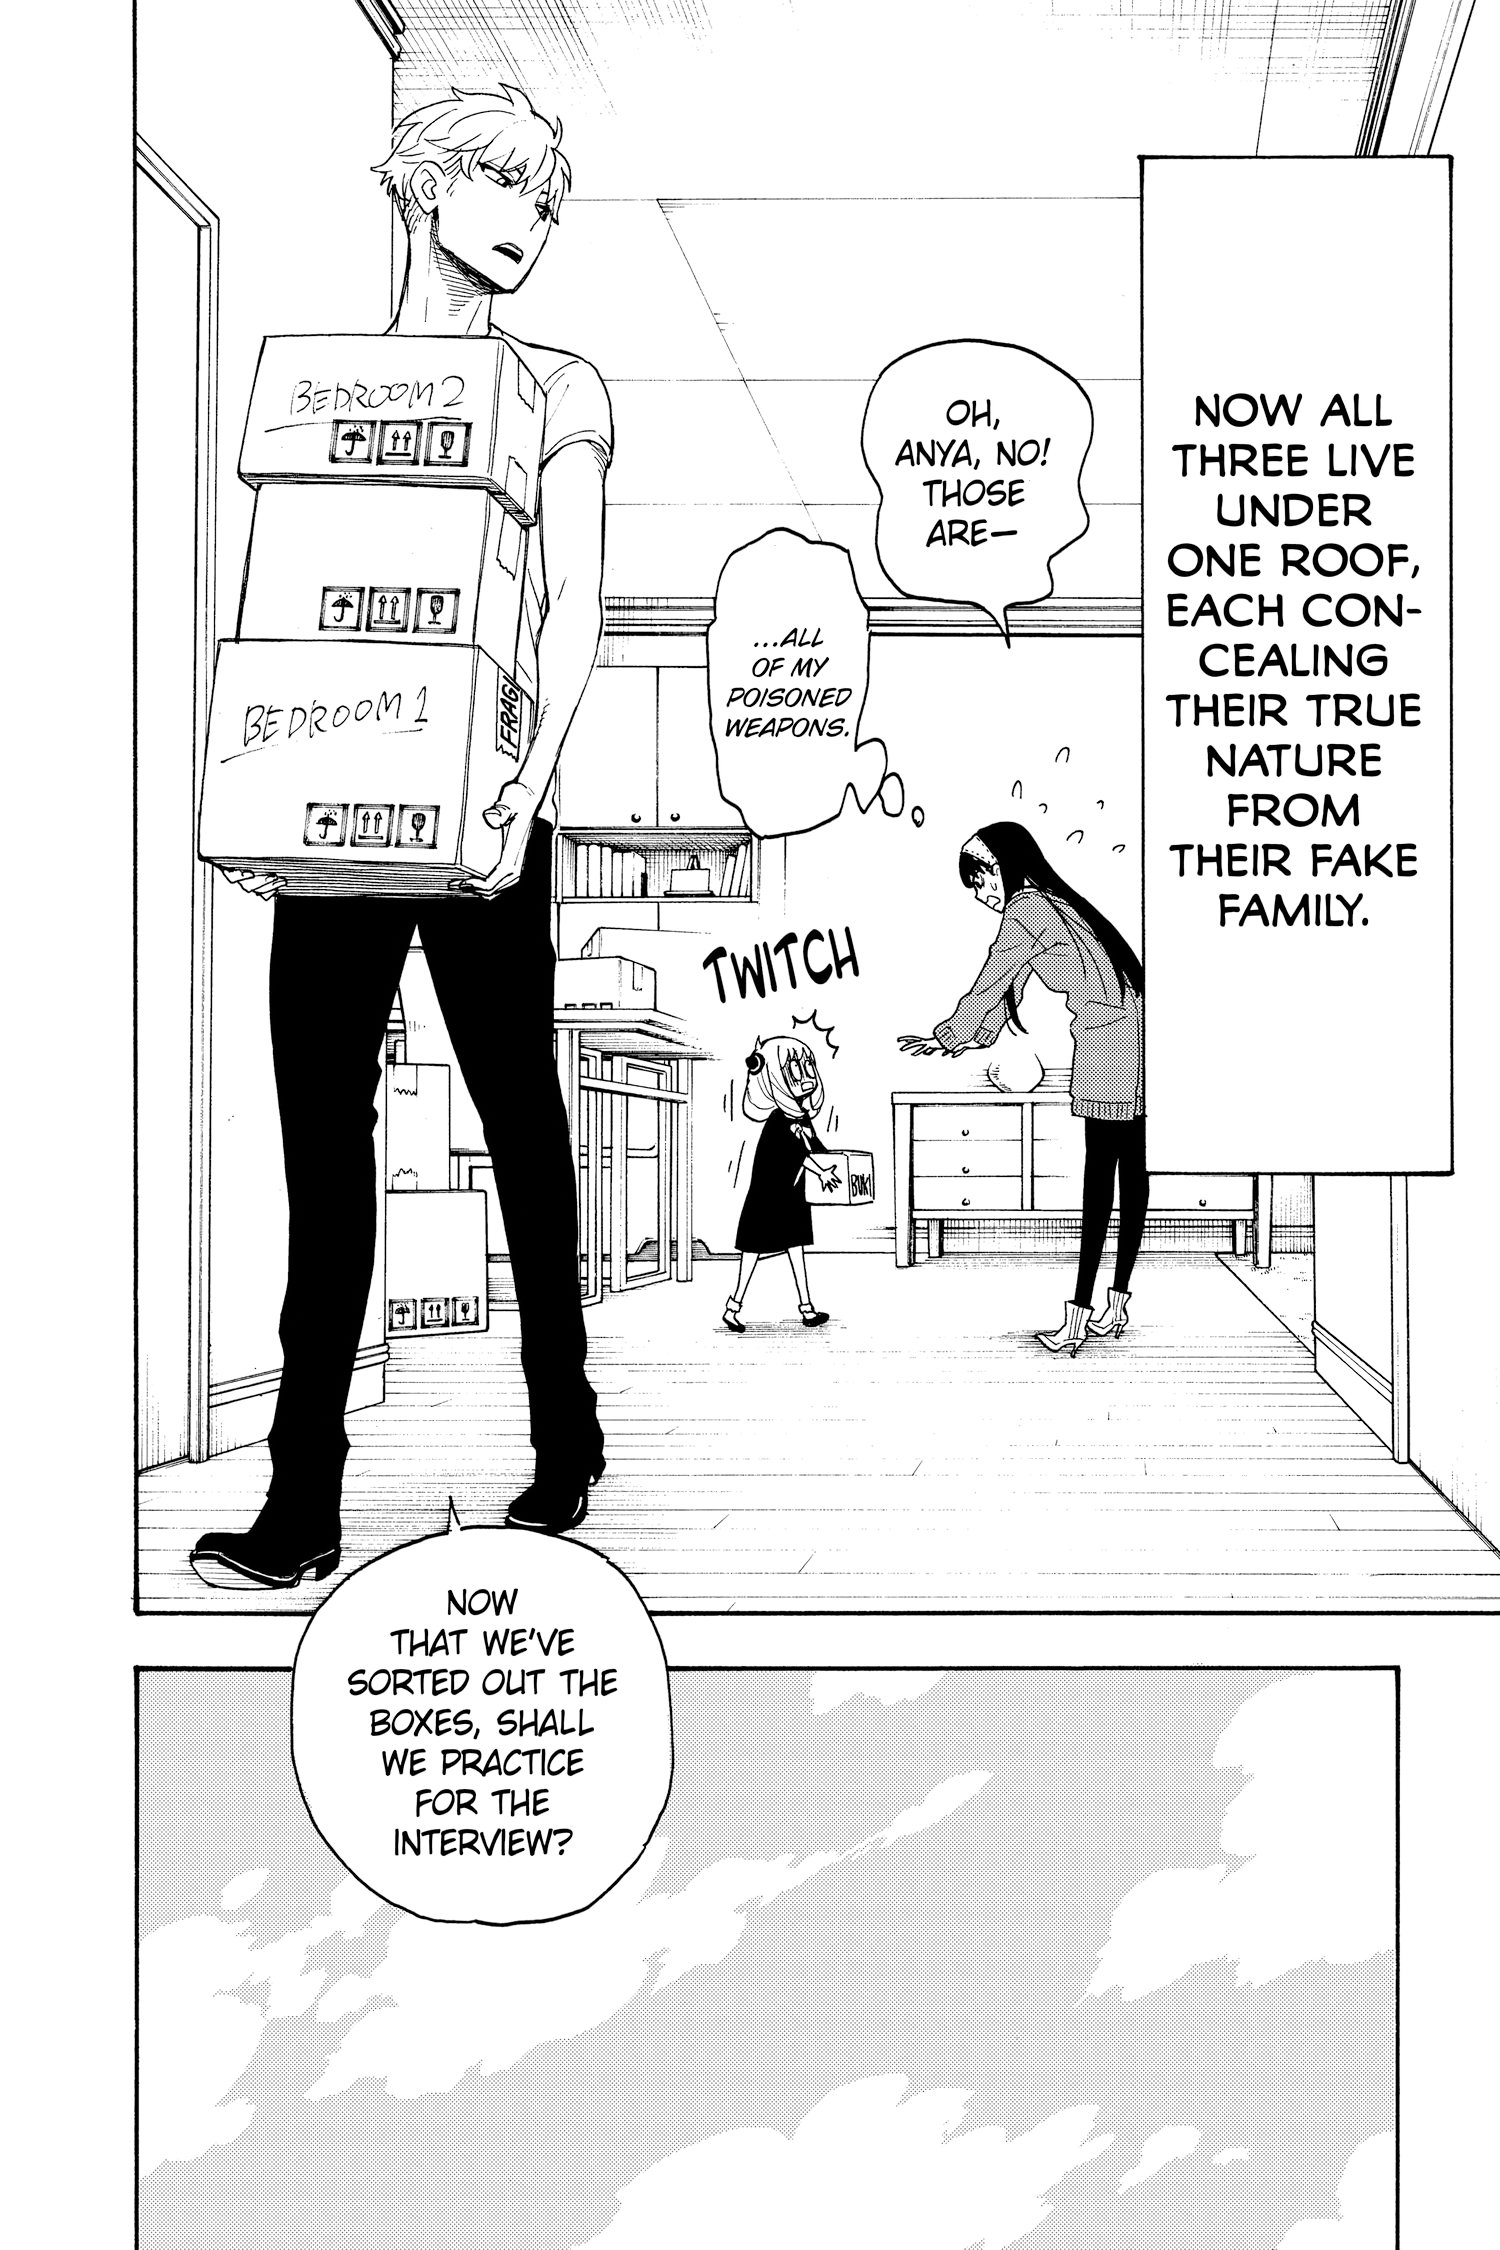 NOW ALL
THREE LIVE
UNDER
ONE ROOF,
EACH CON-
CEALING
THEIR TRUE
NATURE
FROM
THEIR FAKE
FAMILY.
OH,
ANYA, NO!
THOSE
ARE—
...ALL
OF MY
POISONED
WEAPONS.
TWITCH
BUKI
BEDROOM 2
BEDROOM 1
FRAGI
NOW
THAT WE'VE
SORTED OUT THE
BOXES, SHALL
WE PRACTICE
FOR THE
INTERVIEW?